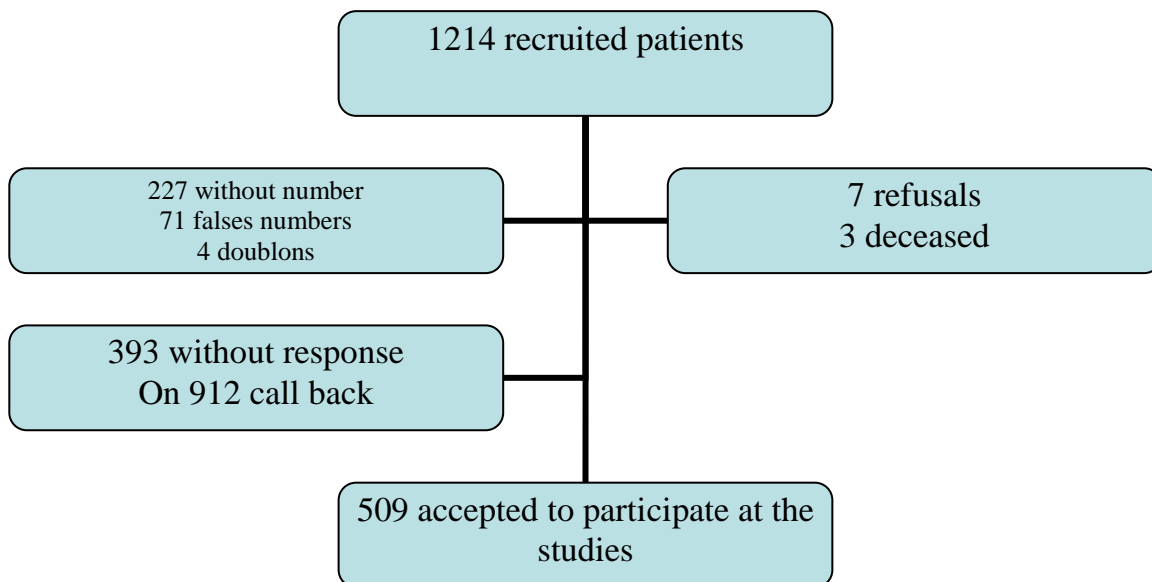 1214 recruited patients
227 without number
71 falses numbers
4 doublons
7 refusals
3 deceased
393 without response
On 912 call back
509 accepted to participate at the
studies